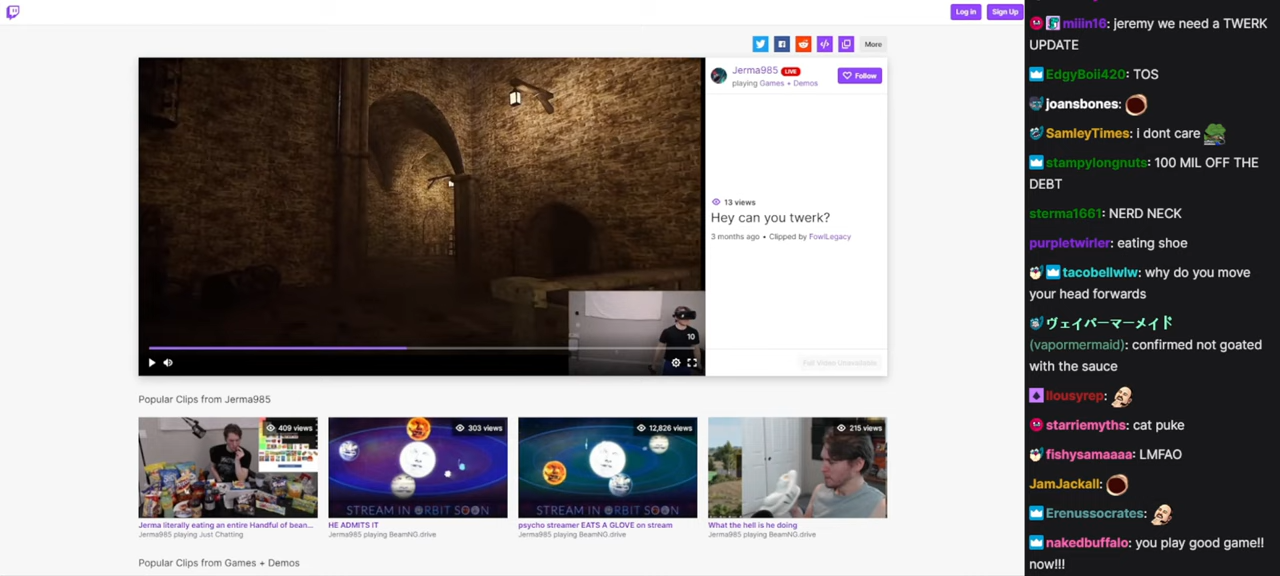 Log in
Sign Up
More
Jerma985 LIVE
playing Games + Demos
Follow
13 views
Hey can you twerk?
3 months ago • Clipped by FowlLegacy
10
Full Video Unavailable
Popular Clips from Jerma985
409 views
Jerma literally eating an entire Handful of bean...
Jerma985 playing Just Chatting
303 views
STREAM IN ORBIT SOON
HE ADMITS IT
Jerma985 playing BeamNG.drive
12,826 views
STREAM IN ORBIT SOON
psycho streamer EATS A GLOVE on stream
Jerma985 playing BeamNG.drive
215 views
What the hell is he doing
Jerma985 playing BeamNG.drive
Popular Clips from Games + Demos
miiin16: jeremy we need a TWERK
UPDATE
EdgyBoii420: TOS
joansbones:
SamleyTimes: i dont care
stampylongnuts: 100 MIL OFF THE
DEBT
sterma1661: NERD NECK
purpletwirler: eating shoe
tacobellwlw: why do you move
your head forwards
ヴェイパーマーメイド
(vapormermaid): confirmed not goated
with the sauce
llousyrep:
starriemyths: cat puke
fishysamaaaa: LMFAO
JamJackall:
Erenussocrates:
nakedbuffalo: you play good game!!
now!!!